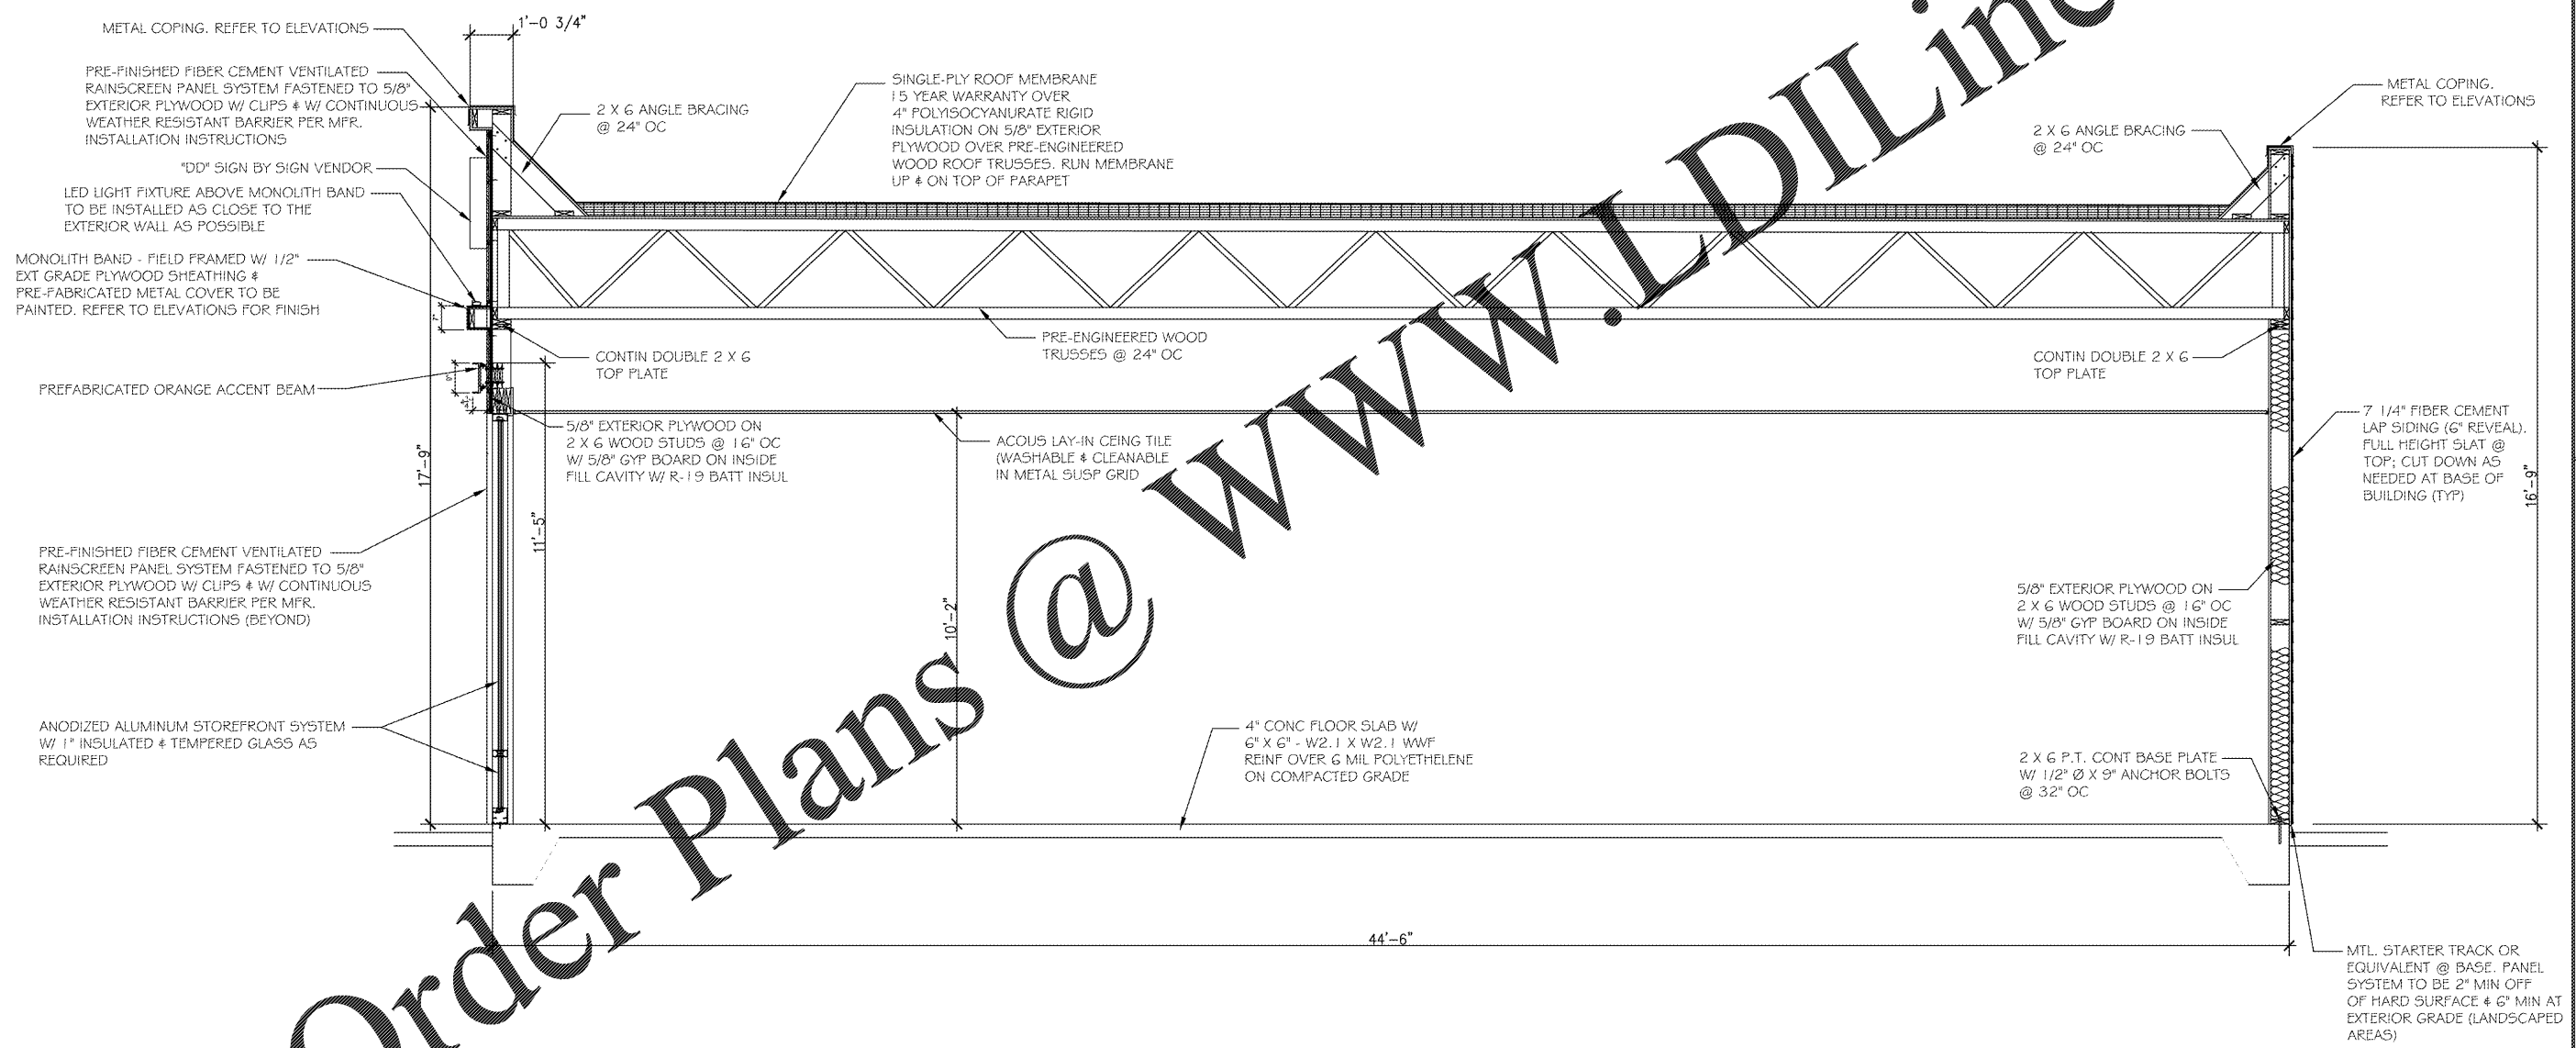 METAL COPING. REFER TO ELEVATIONS
1'-0 3/4"
PRE-FINISHED FIBER CEMENT VENTILATED
RAINSCREEN PANEL SYSTEM FASTENED TO 5/8"
EXTERIOR PLYWOOD W/ CLIPS & W/ CONTINUOUS
WEATHER RESISTANT BARRIER PER MFR.
INSTALLATION INSTRUCTIONS
"DD" SIGN BY SIGN VENDOR
LED LIGHT FIXTURE ABOVE MONOLITH BAND
TO BE INSTALLED AS CLOSE TO THE
EXTERIOR WALL AS POSSIBLE
MONOLITH BAND - FIELD FRAMED W/ 1/2"
EXT GRADE PLYWOOD SHEATHING &
PRE-FABRICATED METAL COVER TO BE
PAINTED. REFER TO ELEVATIONS FOR FINISH
7"
PREFABRICATED ORANGE ACCENT BEAM
17'-9"
PRE-FINISHED FIBER CEMENT VENTILATED
RAINSCREEN PANEL SYSTEM FASTENED TO 5/8"
EXTERIOR PLYWOOD W/ CLIPS & W/ CONTINUOUS
WEATHER RESISTANT BARRIER PER MFR.
INSTALLATION INSTRUCTIONS (BEYOND)
ANODIZED ALUMINUM STOREFRONT SYSTEM
W/ 1" INSULATED & TEMPERED GLASS AS
REQUIRED
2 X 6 ANGLE BRACING
@ 24" OC
SINGLE-PLY ROOF MEMBRANE
15 YEAR WARRANTY OVER
4" POLYISOCYANURATE RIGID
INSULATION ON 5/8" EXTERIOR
PLYWOOD OVER PRE-ENGINEERED
WOOD ROOF TRUSSES. RUN MEMBRANE
UP & ON TOP OF PARAPET
CONTIN DOUBLE 2 X 6
TOP PLATE
5/8" EXTERIOR PLYWOOD ON
2 X 6 WOOD STUDS @ 16" OC
W/ 5/8" GYP BOARD ON INSIDE
FILL CAVITY W/ R-19 BATT INSUL
11'-5"
PRE-ENGINEERED WOOD
TRUSSES @ 24" OC
ACOUS LAY-IN CEING TILE
(WASHABLE & CLEANABLE
IN METAL SUSP GRID
10'-2"
4" CONC FLOOR SLAB W/
6" X 6" - W2.1 X W2.1 WWF
REINF OVER 6 MIL POLYETHELENE
ON COMPACTED GRADE
44'-6"
METAL COPING.
REFER TO ELEVATIONS
2 X 6 ANGLE BRACING
@ 24" OC
CONTIN DOUBLE 2 X 6
TOP PLATE
7 1/4" FIBER CEMENT
LAP SIDING (6" REVEAL).
FULL HEIGHT SLAT @
TOP; CUT DOWN AS
NEEDED AT BASE OF
BUILDING (TYP)
16'-9"
5/8" EXTERIOR PLYWOOD ON
2 X 6 WOOD STUDS @ 16" OC
W/ 5/8" GYP BOARD ON INSIDE
FILL CAVITY W/ R-19 BATT INSUL
2 X 6 P.T. CONT BASE PLATE
W/ 1/2" Ø X 9" ANCHOR BOLTS
@ 32" OC
MTL. STARTER TRACK OR
EQUIVALENT @ BASE. PANEL
SYSTEM TO BE 2" MIN OFF
OF HARD SURFACE & 6" MIN AT
EXTERIOR GRADE (LANDSCAPED
AREAS)
Order Plans @ WWW.LDILine